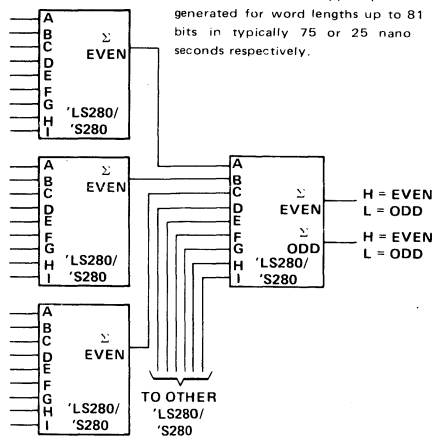 generated for word lengths up to 81
bits in typically 75 or 25 nano
seconds respectively.
A
B
C
D
E
F
G
H
I
Σ
EVEN
'LS280/
'S280
A
B
C
D
E
F
G
H
I
Σ
EVEN
'LS280/
'S280
A
B
C
D
E
F
G
H
I
Σ
EVEN
'LS280/
'S280
A
B
C
D
E
F
G
H
I
Σ
EVEN
Σ
ODD
'LS280/
'S280
H = EVEN
L = ODD
H = EVEN
L = ODD
TO OTHER
'LS280/
'S280